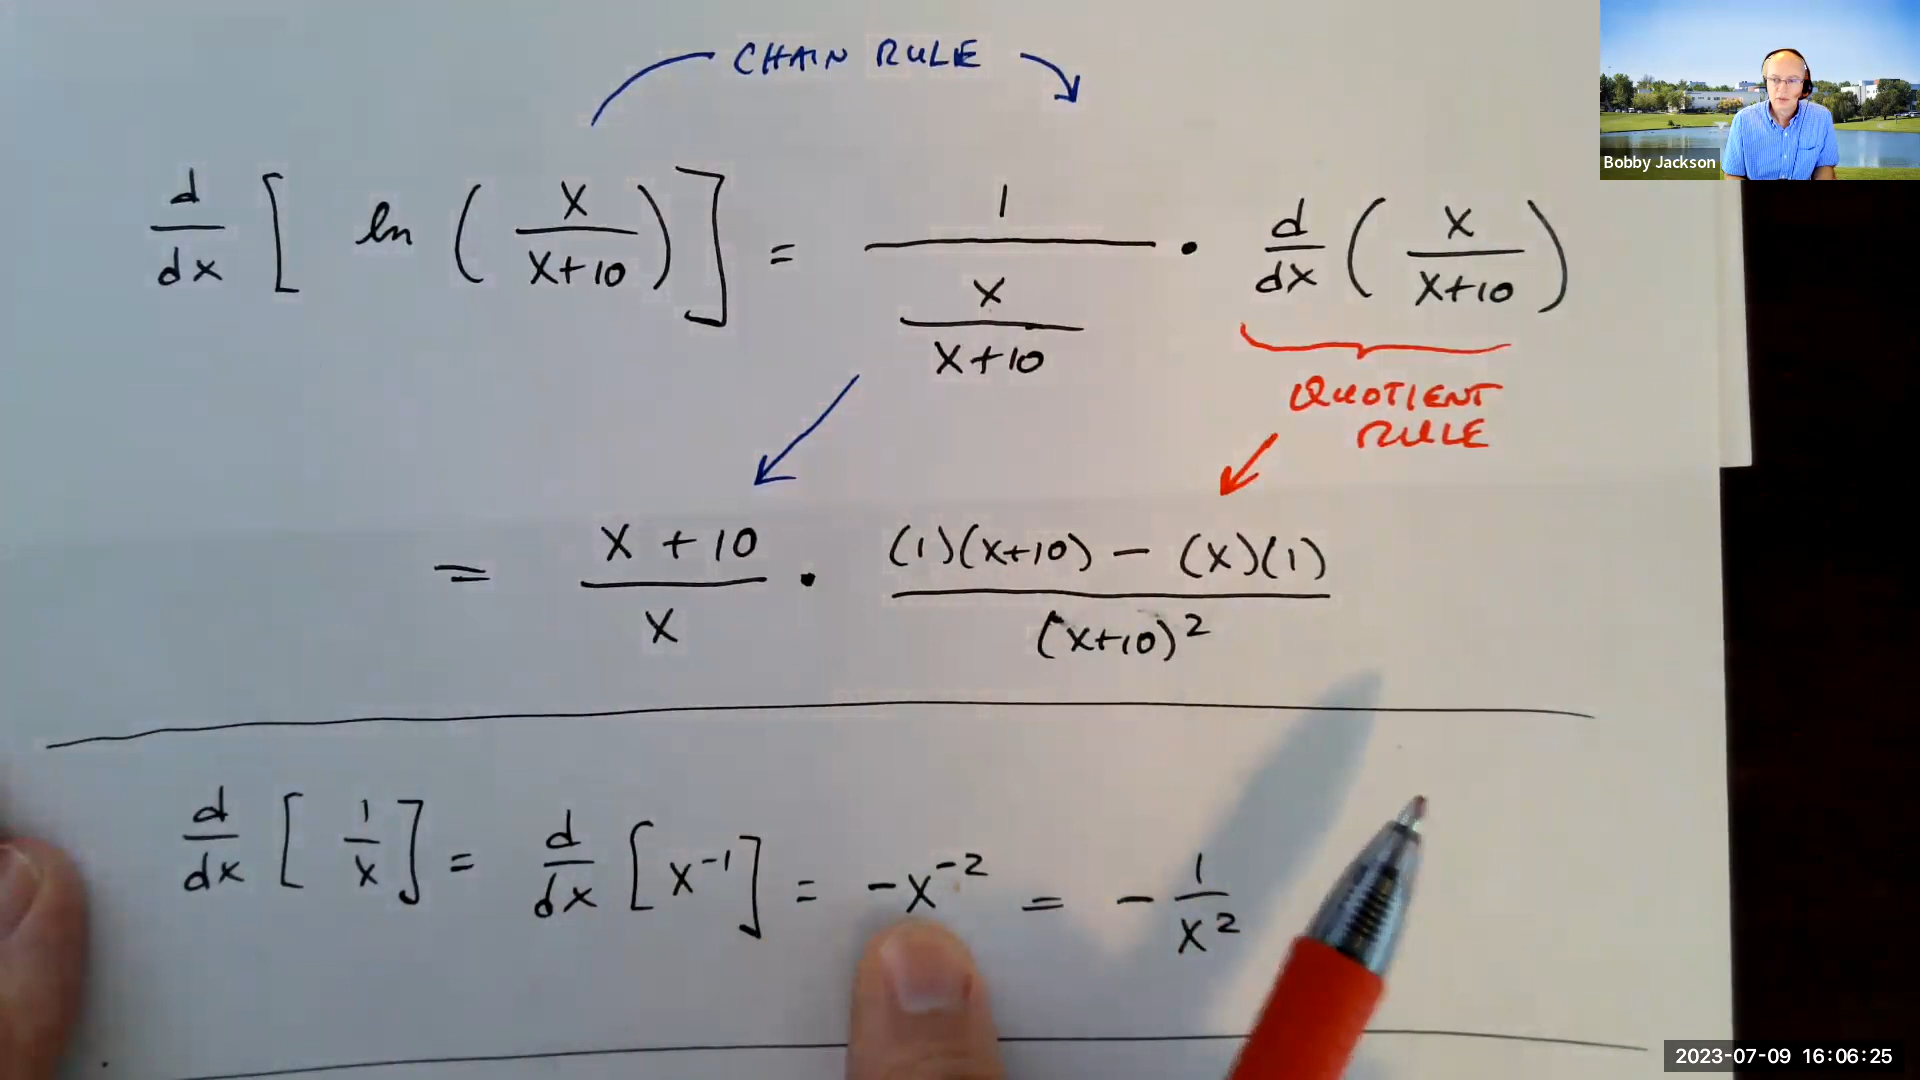 CHAIN RULE
Bobby Jackson
d/dx [ ln ( x/(x+10) ) ] = 1/(x/(x+10)) · d/dx ( x/(x+10) )
QUOTIENT
RULE
= (x+10)/x · ((1)(x+10) - (x)(1))/(x+10)²
d/dx [ 1/x ] = d/dx [ x⁻¹ ] = -x⁻² = - 1/x²
2023-07-09 16:06:25